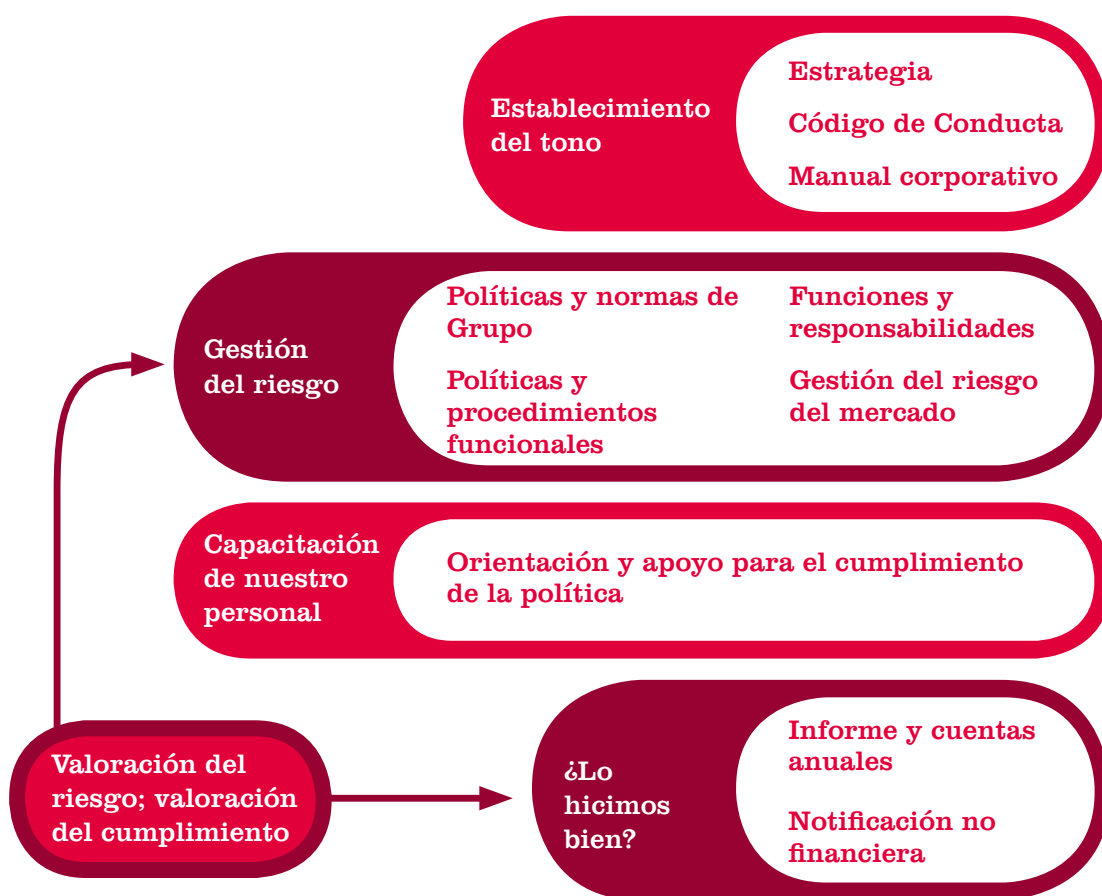 Establecimiento
del tono
Estrategia
Código de Conducta
Manual corporativo
Gestión
del riesgo
Políticas y normas de
Grupo
Políticas y
procedimientos
funcionales
Funciones y
responsabilidades
Gestión del riesgo
del mercado
Capacitación
de nuestro
personal
Orientación y apoyo para el cumplimiento
de la política
Valoración del
riesgo; valoración
del cumplimiento
¿Lo
hicimos
bien?
Informe y cuentas
anuales
Notificación no
financiera